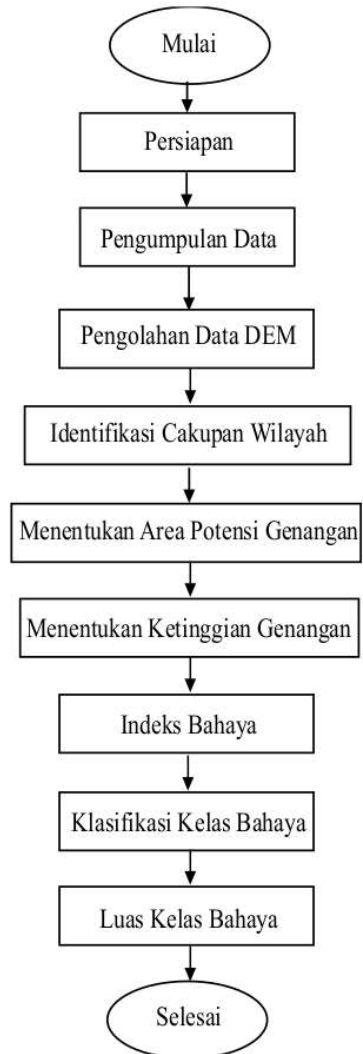 Mulai
Persiapan
Pengumpulan Data
Pengolahan Data DEM
Identifikasi Cakupan Wilayah
Menentukan Area Potensi Genangan
Menentukan Ketinggian Genangan
Indeks Bahaya
Klasifikasi Kelas Bahaya
Luas Kelas Bahaya
Selesai